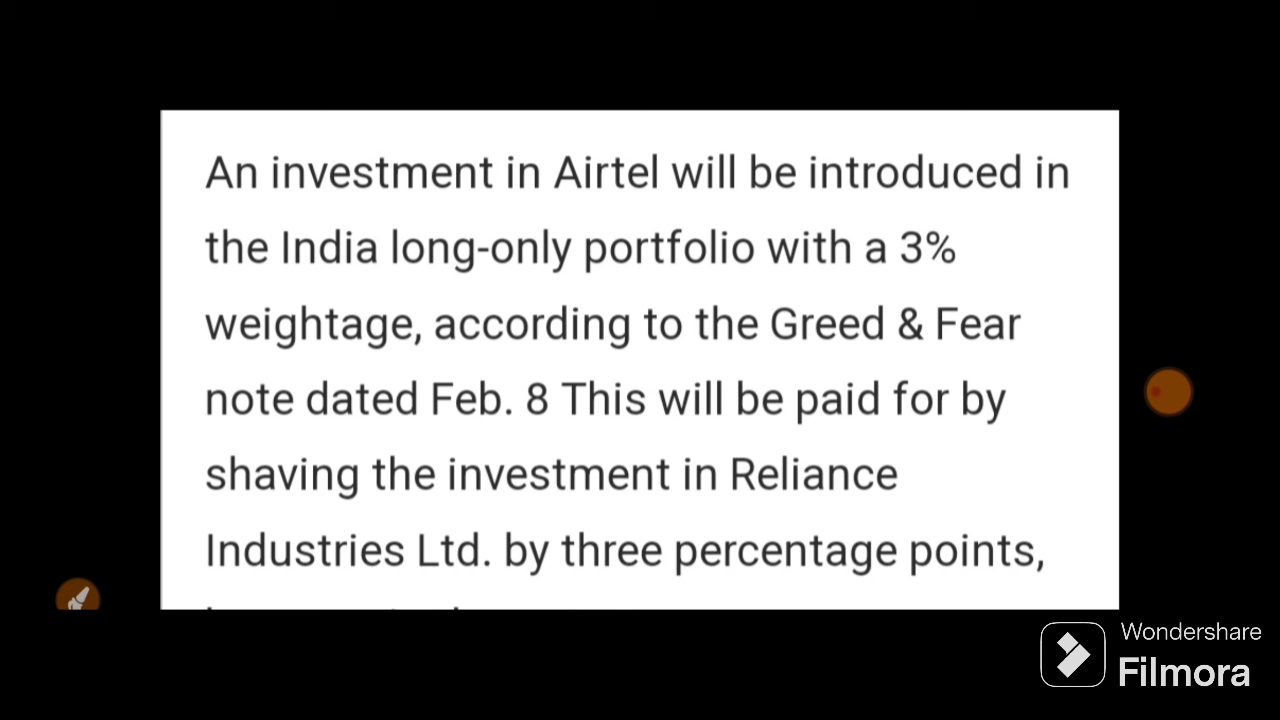 An investment in Airtel will be introduced in
the India long-only portfolio with a 3%
weightage, according to the Greed & Fear
note dated Feb. 8 This will be paid for by
shaving the investment in Reliance
Industries Ltd. by three percentage points,
Wondershare
Filmora